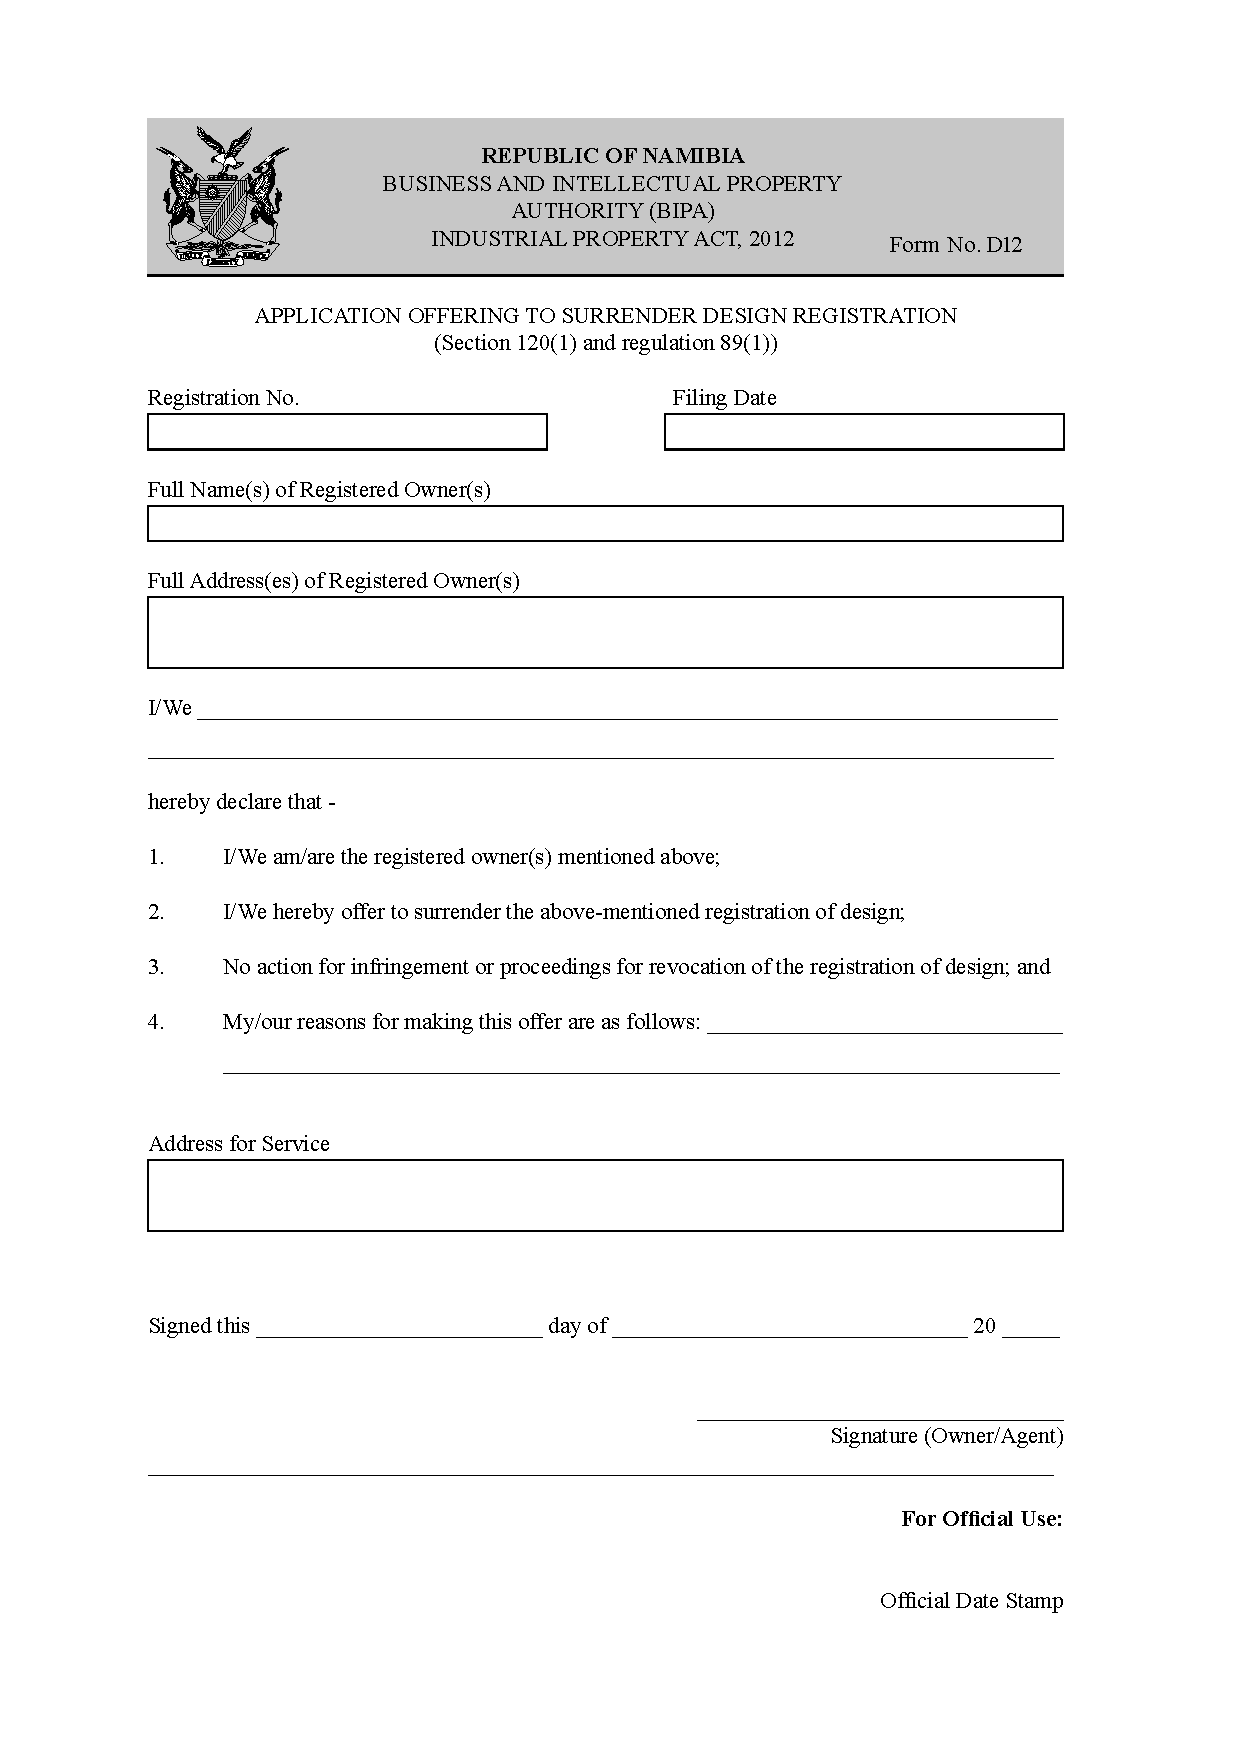 REPUBLIC OF NAMIBIA
BUSINESS AND INTELLECTUAL PROPERTY
AUTHORITY (BIPA)
INDUSTRIAL PROPERTY ACT, 2012
Form No. D12
APPLICATION OFFERING TO SURRENDER DESIGN REGISTRATION
(Section 120(1) and regulation 89(1))
Registration No. Filing Date
Full Name(s) of Registered Owner(s)
Full Address(es) of Registered Owner(s)
I/We
hereby declare that -
1. I/We am/are the registered owner(s) mentioned above;
2. I/We hereby offer to surrender the above-mentioned registration of design;
3. No action for infringement or proceedings for revocation of the registration of design; and
4. My/our reasons for making this offer are as follows:
Address for Service
Signed this day of 20
Signature (Owner/Agent)
For Official Use:
Official Date Stamp